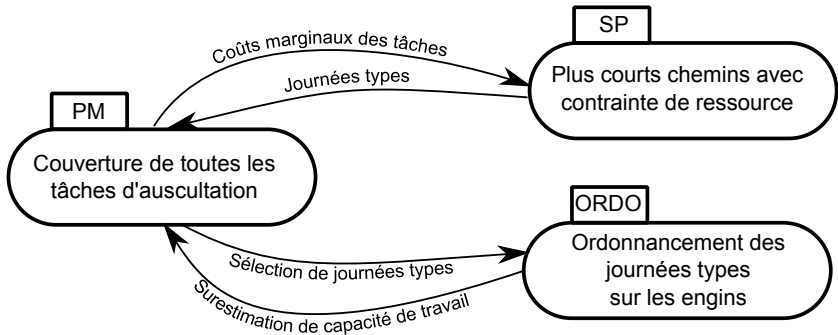 Coûts marginaux des tâches
SP
Plus courts chemins avec
contrainte de ressource
Journées types
PM
Couverture de toutes les
tâches d'auscultation
ORDO
Ordonnancement des
journées types
sur les engins
Sélection de journées types
Surestimation de capacité de travail